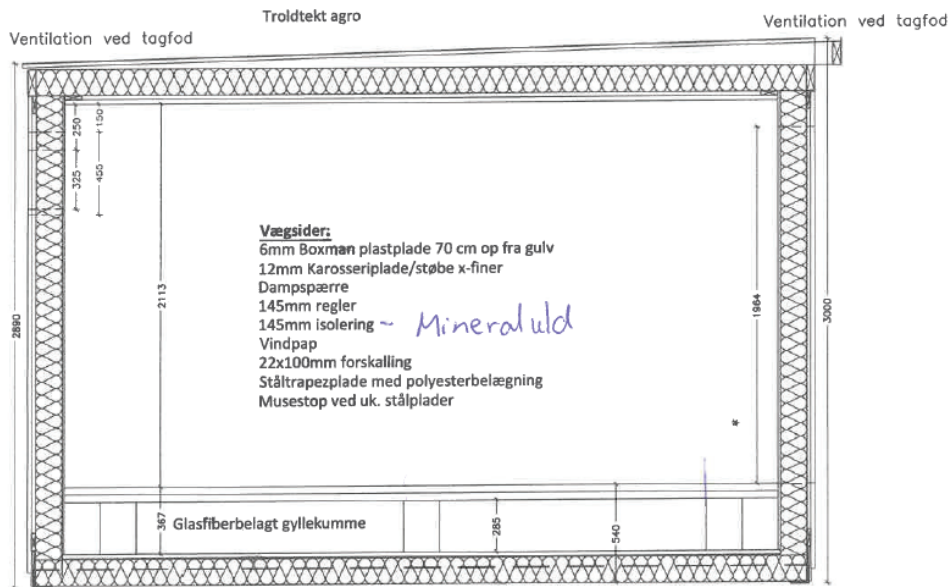 Troldtekt agro
Ventilation ved tagfod
Ventilation ved tagfod
250
150
325
455
2113
2890
1984
3000
Vægsider:
6mm Boxman plastplade 70 cm op fra gulv
12mm Karosseriplade/støbe x-finer
Dampspærre
145mm regler
145mm isolering - Mineraluld
Vindpap
22x100mm forskalling
Ståltrapezplade med polyesterbelægning
Musestop ved uk. stålplader
*
367
Glasfiberbelagt gyllekumme
285
540